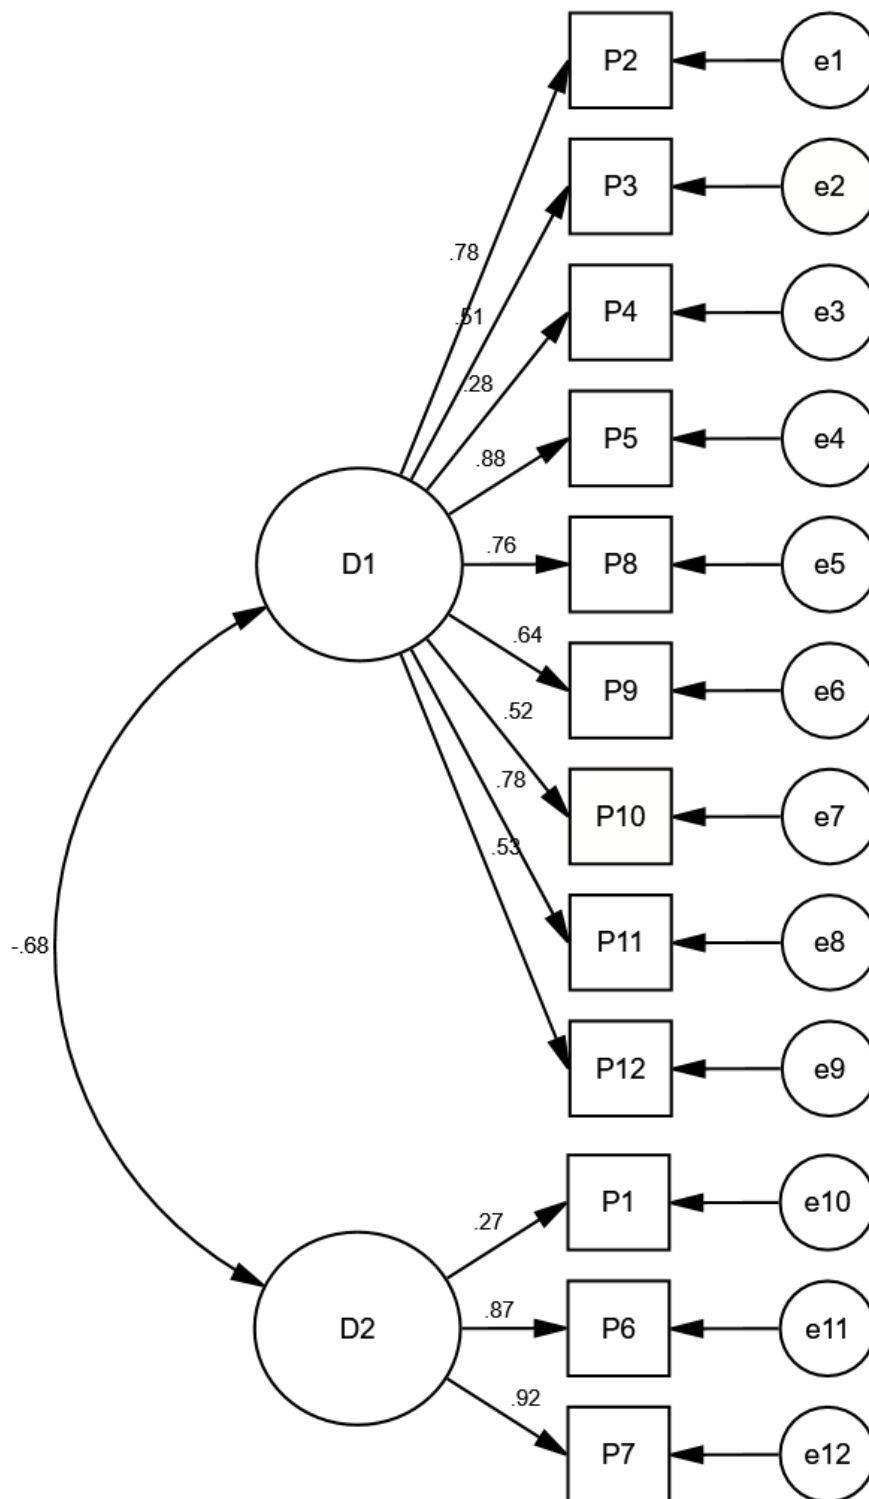 P2
e1
P3
e2
.78
.51
P4
e3
.28
P5
e4
.88
.76
D1
P8
e5
.64
P9
e6
.52
.78
P10
e7
.53
P11
e8
-.68
P12
e9
P1
e10
.27
.87
D2
P6
e11
.92
P7
e12